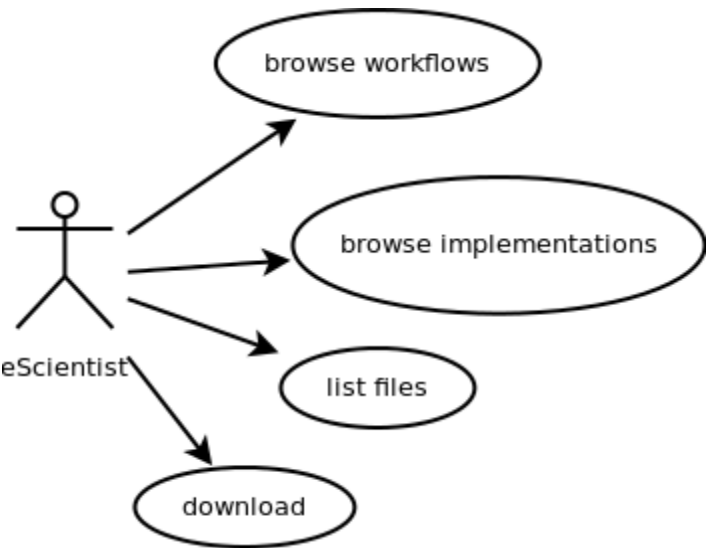 browse workflows
browse implementations
eScientist
list files
download